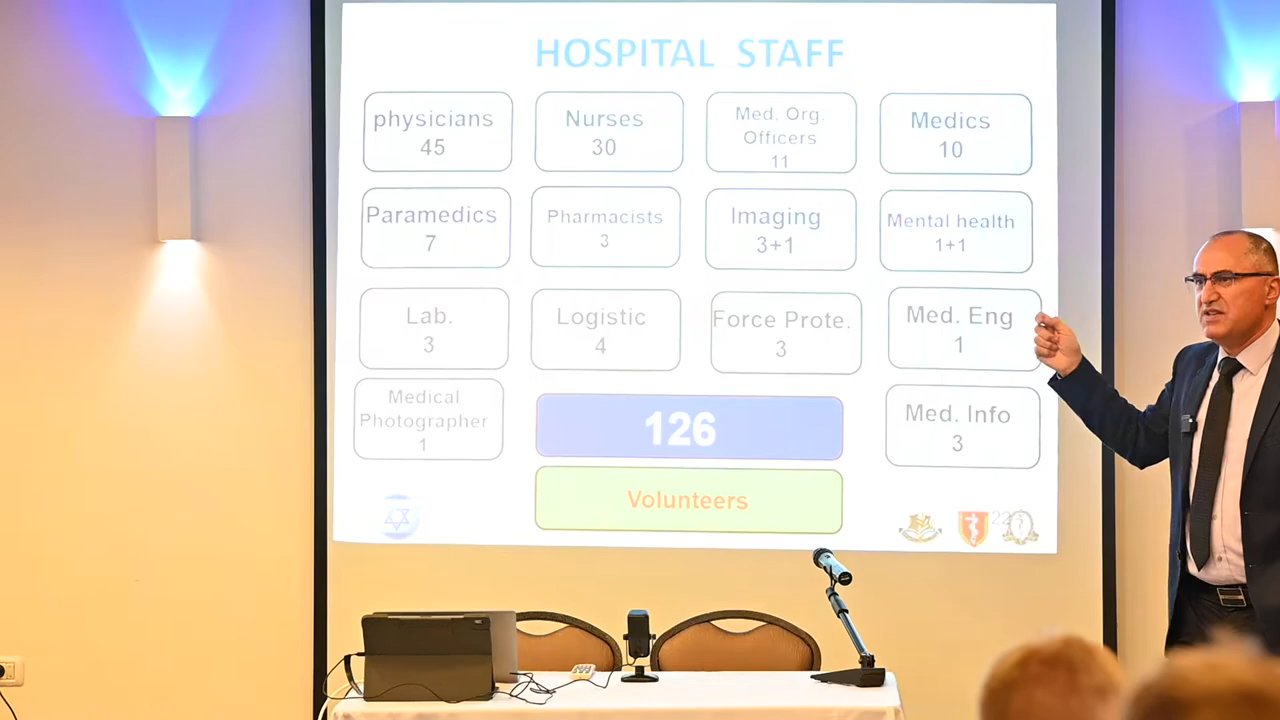 HOSPITAL STAFF
physicians
45
Nurses
30
Med. Org.
Officers
11
Medics
10
Paramedics
7
Pharmacists
3
Imaging
3+1
Mental health
1+1
Lab.
3
Logistic
4
Force Prote.
3
Med. Eng
1
Medical
Photographer
1
126
Med. Info
3
Volunteers
22